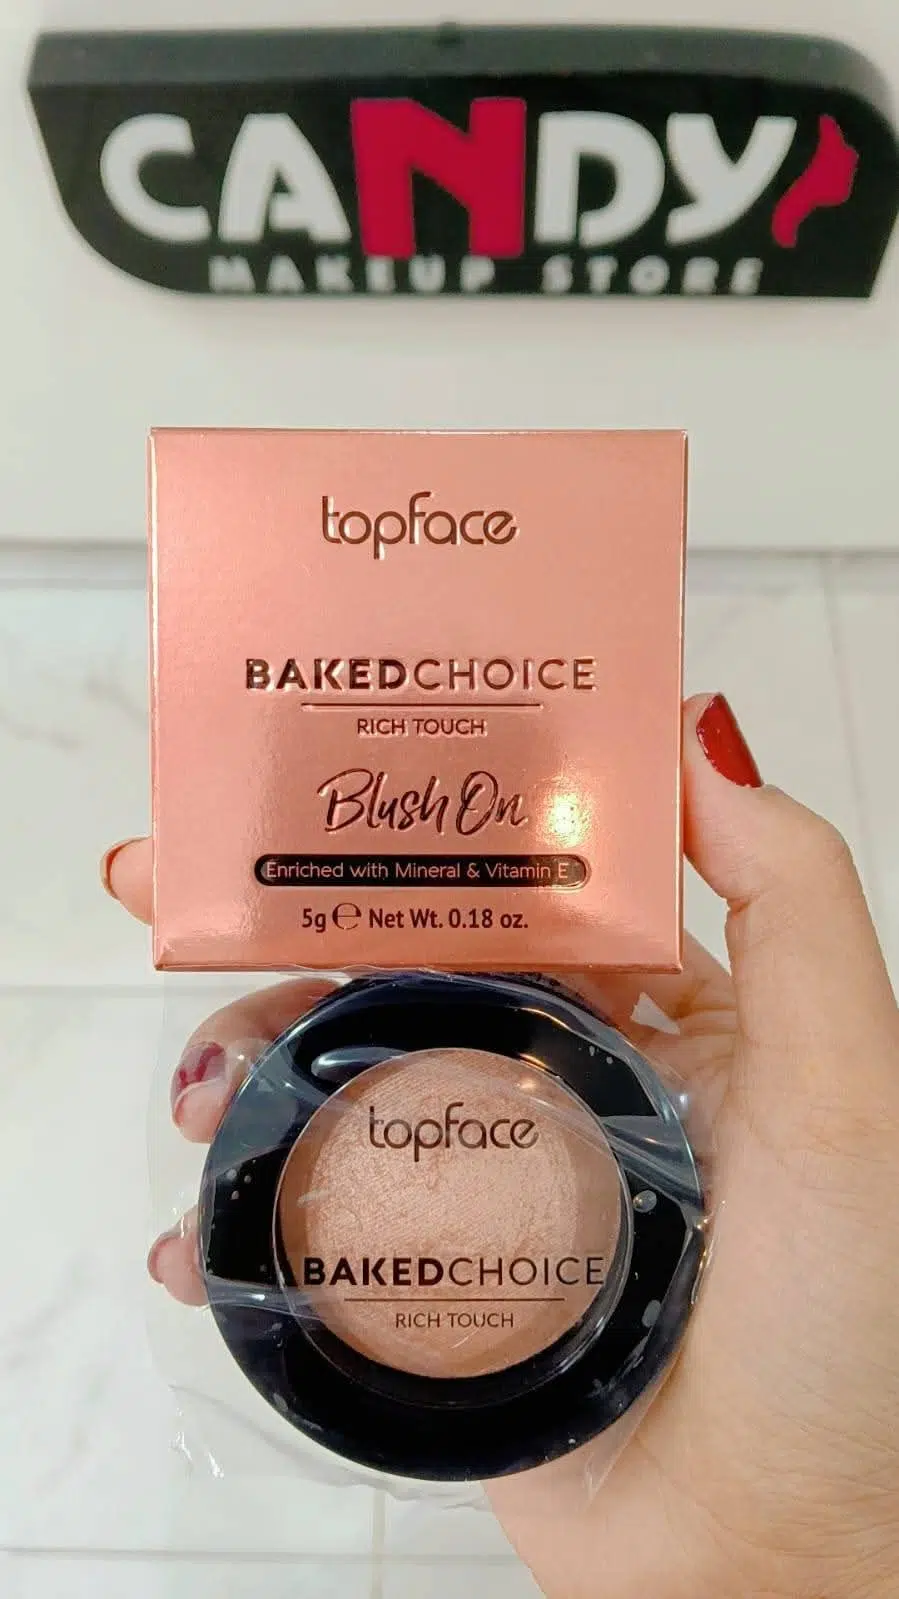 CANDY
MAKEUP STORE
topface
BAKEDCHOICE
RICH TOUCH
Blush On
Enriched with Mineral & Vitamin E
5g ℮ Net Wt. 0.18 oz.
topface
BAKEDCHOICE
RICH TOUCH